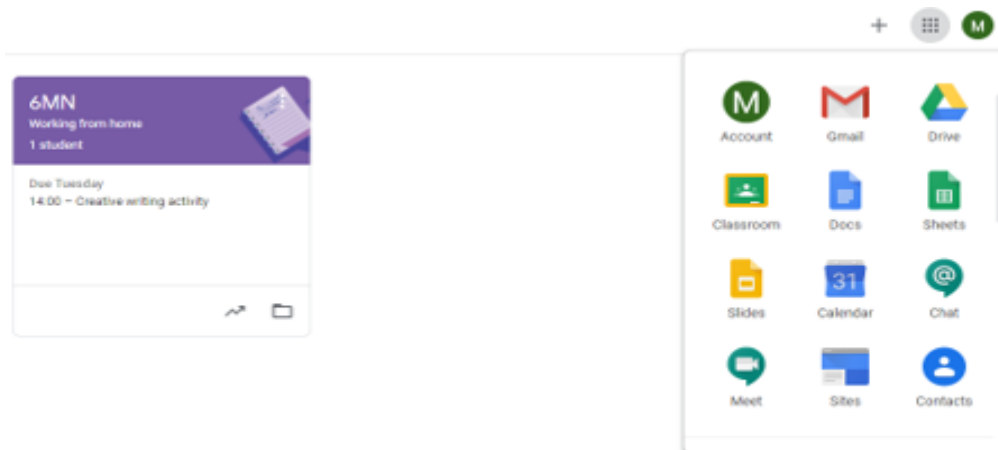 M
6MN
Working from home
1 student
Due Tuesday
14:00 – Creative writing activity
M
Account Gmail Drive
Classroom Docs Sheets
31
Slides Calendar Chat
Meet Sites Contacts